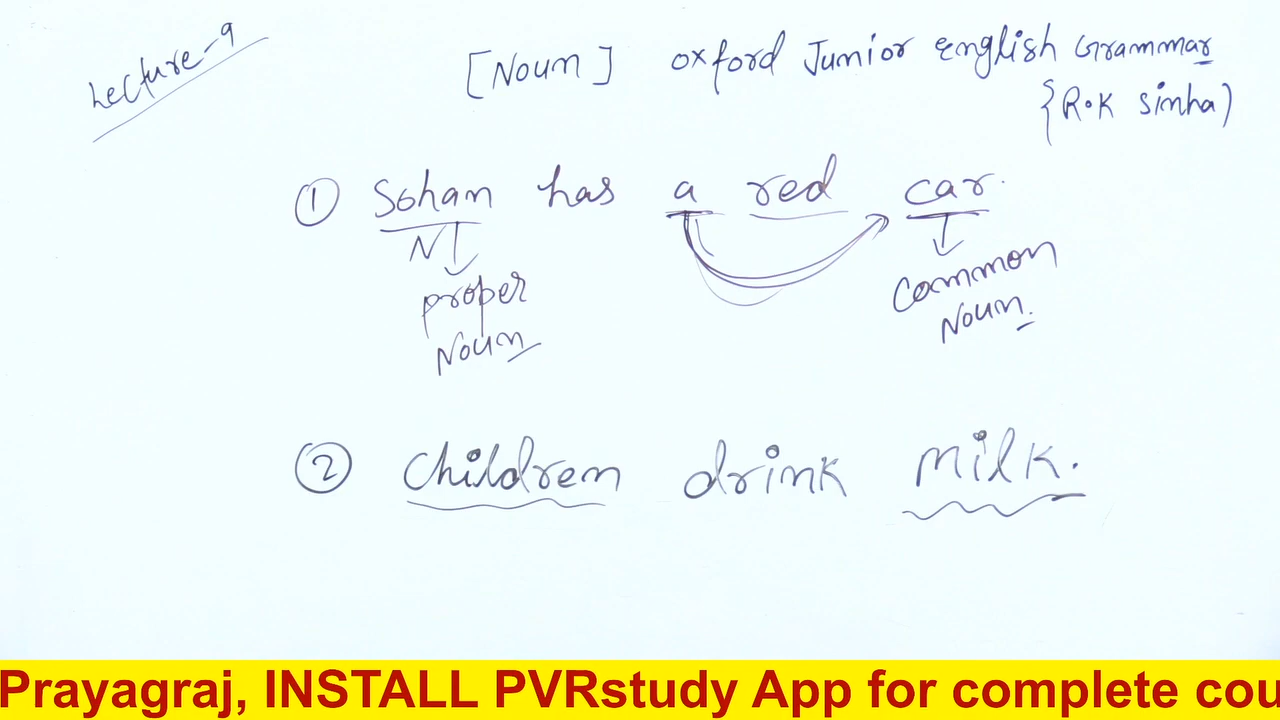 Lecture-9
[Noun] Oxford Junior English Grammar
{R.K Sinha)
① Sohan has a red car.
N
proper Noun
Common Noun.
② Children drink milk.
Prayagraj, INSTALL PVRstudy App for complete cou